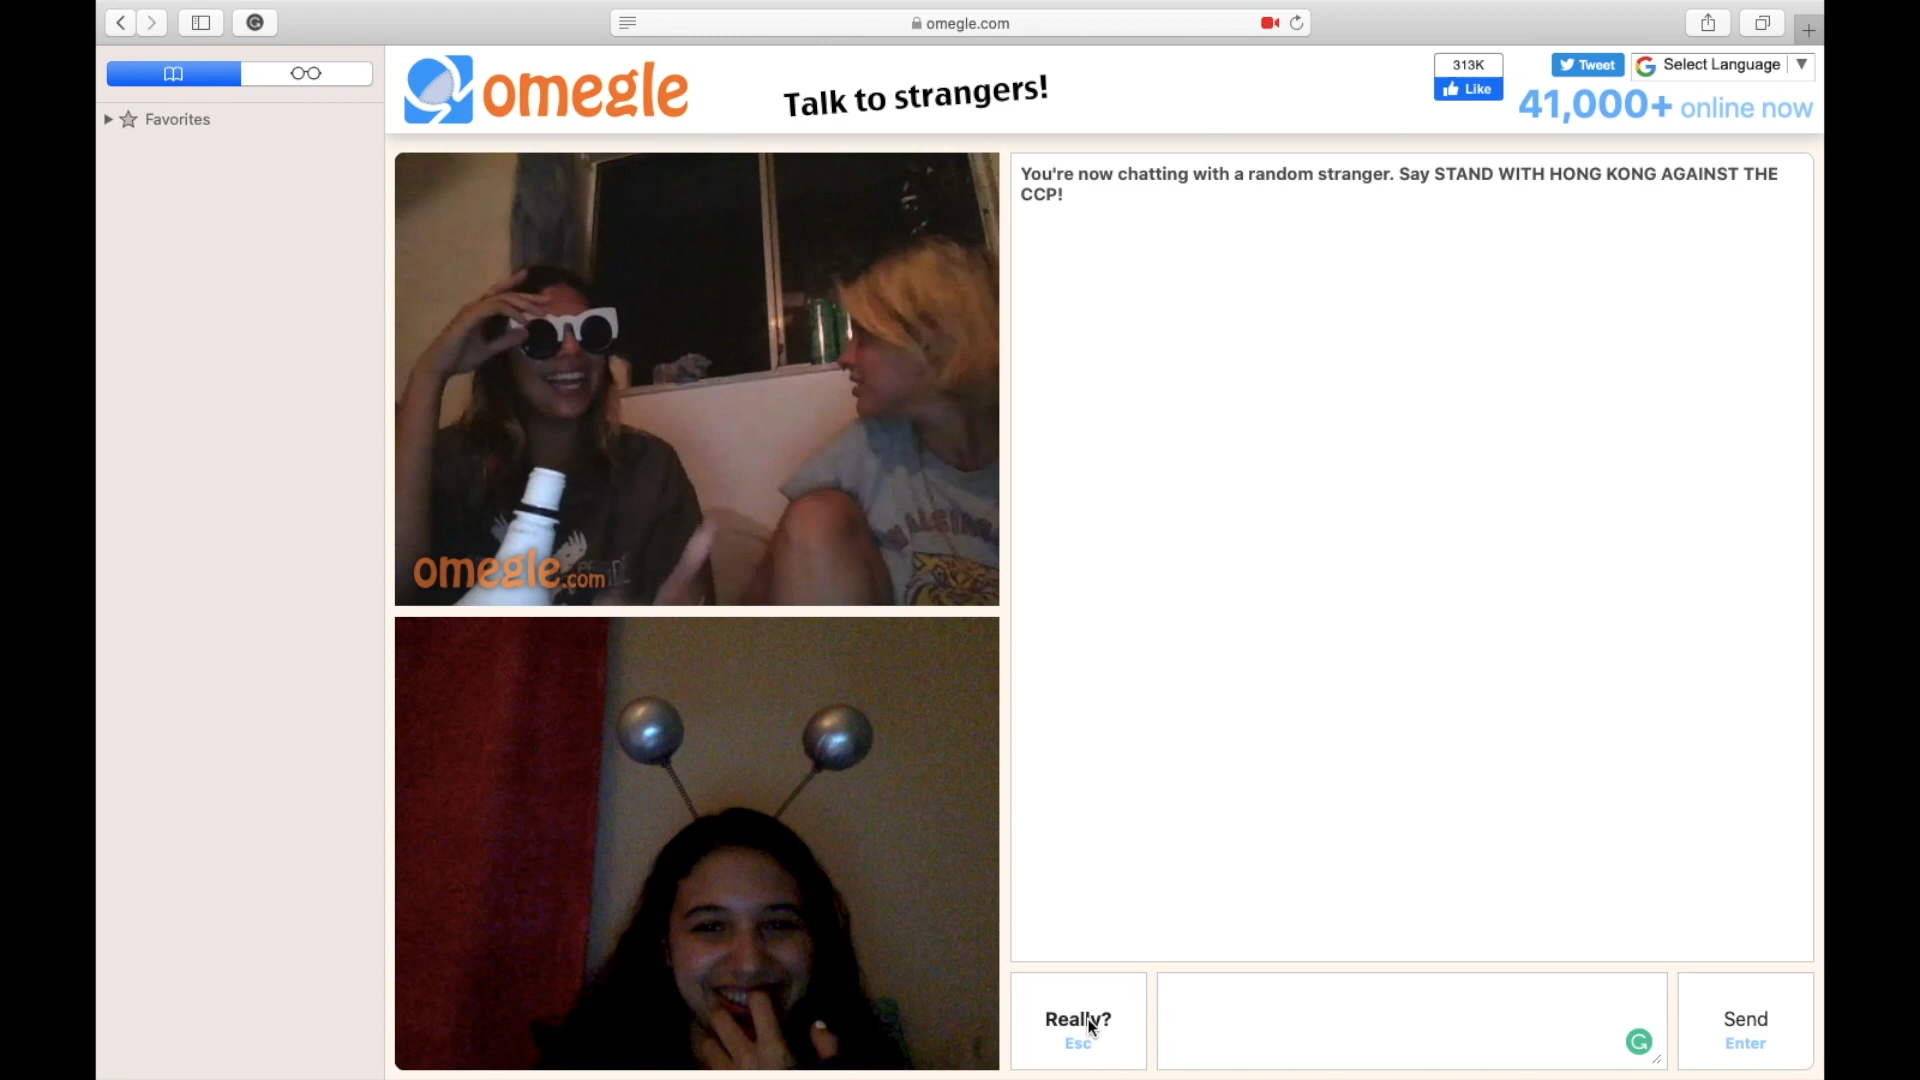 omegle.com
Favorites
omegle
Talk to strangers!
313K
Like
Tweet
Select Language
41,000+ online now
You're now chatting with a random stranger. Say STAND WITH HONG KONG AGAINST THE
CCP!
omegle.com
Really?
Esc
Send
Enter